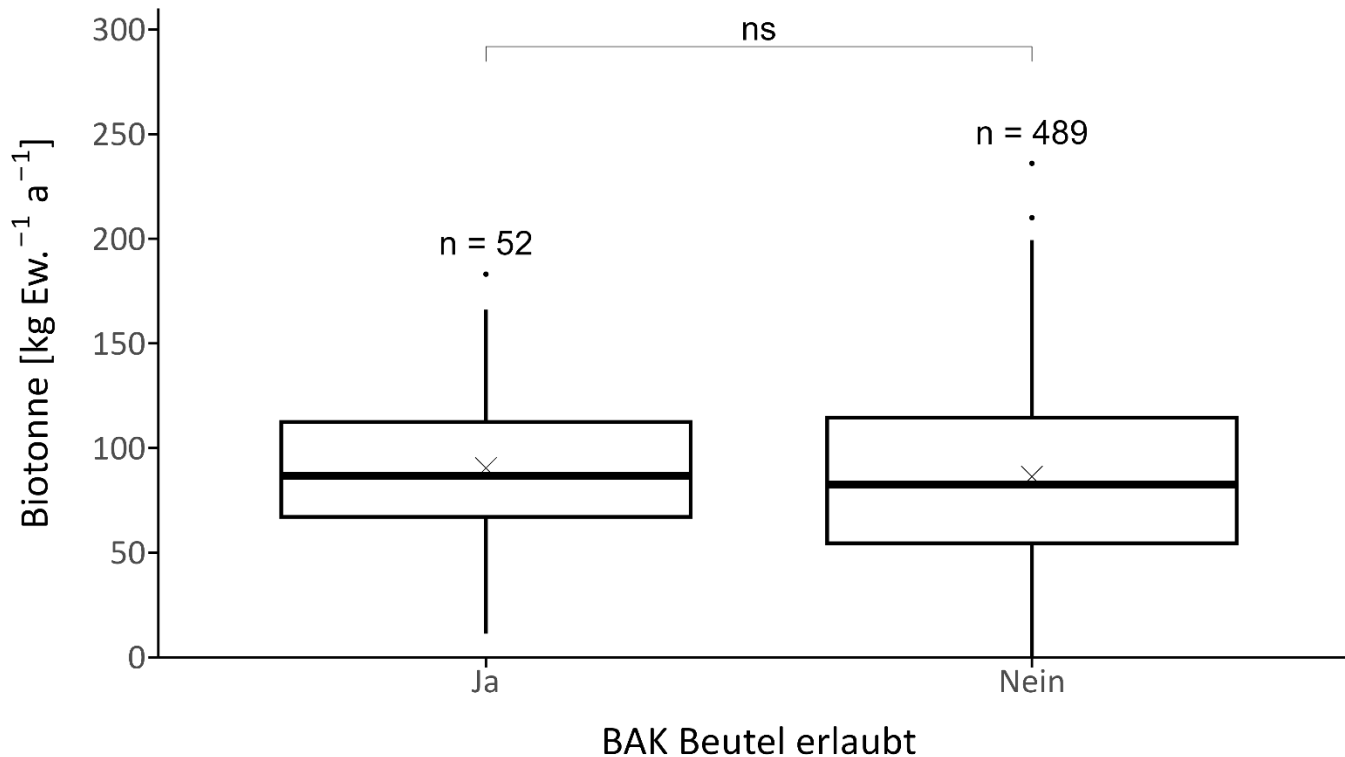 Biotonne [kg Ew.⁻¹ a⁻¹]
300
250
200
150
100
50
0
ns
n = 52
n = 489
Ja
Nein
BAK Beutel erlaubt